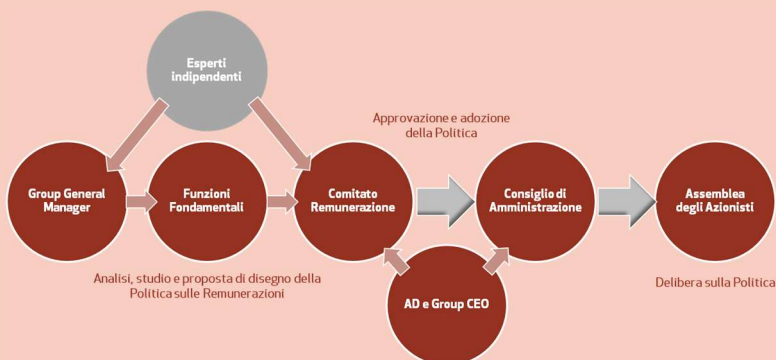 Esperti
indipendenti
Approvazione e adozione
della Politica
Group General
Manager
Funzioni
Fondamentali
Comitato
Remunerazione
Consiglio di
Amministrazione
Assemblea
degli Azionisti
Analisi, studio e proposta di disegno della
Politica sulle Remunerazioni
AD e Group CEO
Delibera sulla Politica